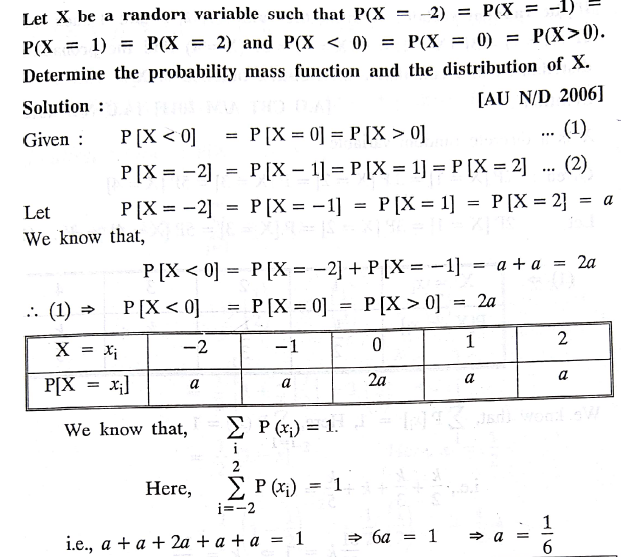 Let X be a random variable such that P(X = -2) = P(X = -1) =
P(X = 1) = P(X = 2) and P(X < 0) = P(X = 0) = P(X>0).
Determine the probability mass function and the distribution of X.
Solution : [AU N/D 2006]
Given : P [X < 0] = P [X = 0] = P [X > 0] ... (1)
P [X = -2] = P [X - 1] = P [X = 1] = P [X = 2] ... (2)
Let P [X = -2] = P [X = -1] = P [X = 1] = P [X = 2] = a
We know that,
P [X < 0] = P [X = -2] + P [X = -1] = a + a = 2a
∴ (1) ⇒ P [X < 0] = P [X = 0] = P [X > 0] = 2a
X = xᵢ -2 -1 0 1 2
P[X = xᵢ] a a 2a a a
We know that, ∑ᵢ P (xᵢ) = 1.
Here, ∑_{i=-2}^{2} P (xᵢ) = 1
i.e., a + a + 2a + a + a = 1 ⇒ 6a = 1 ⇒ a = 1/6